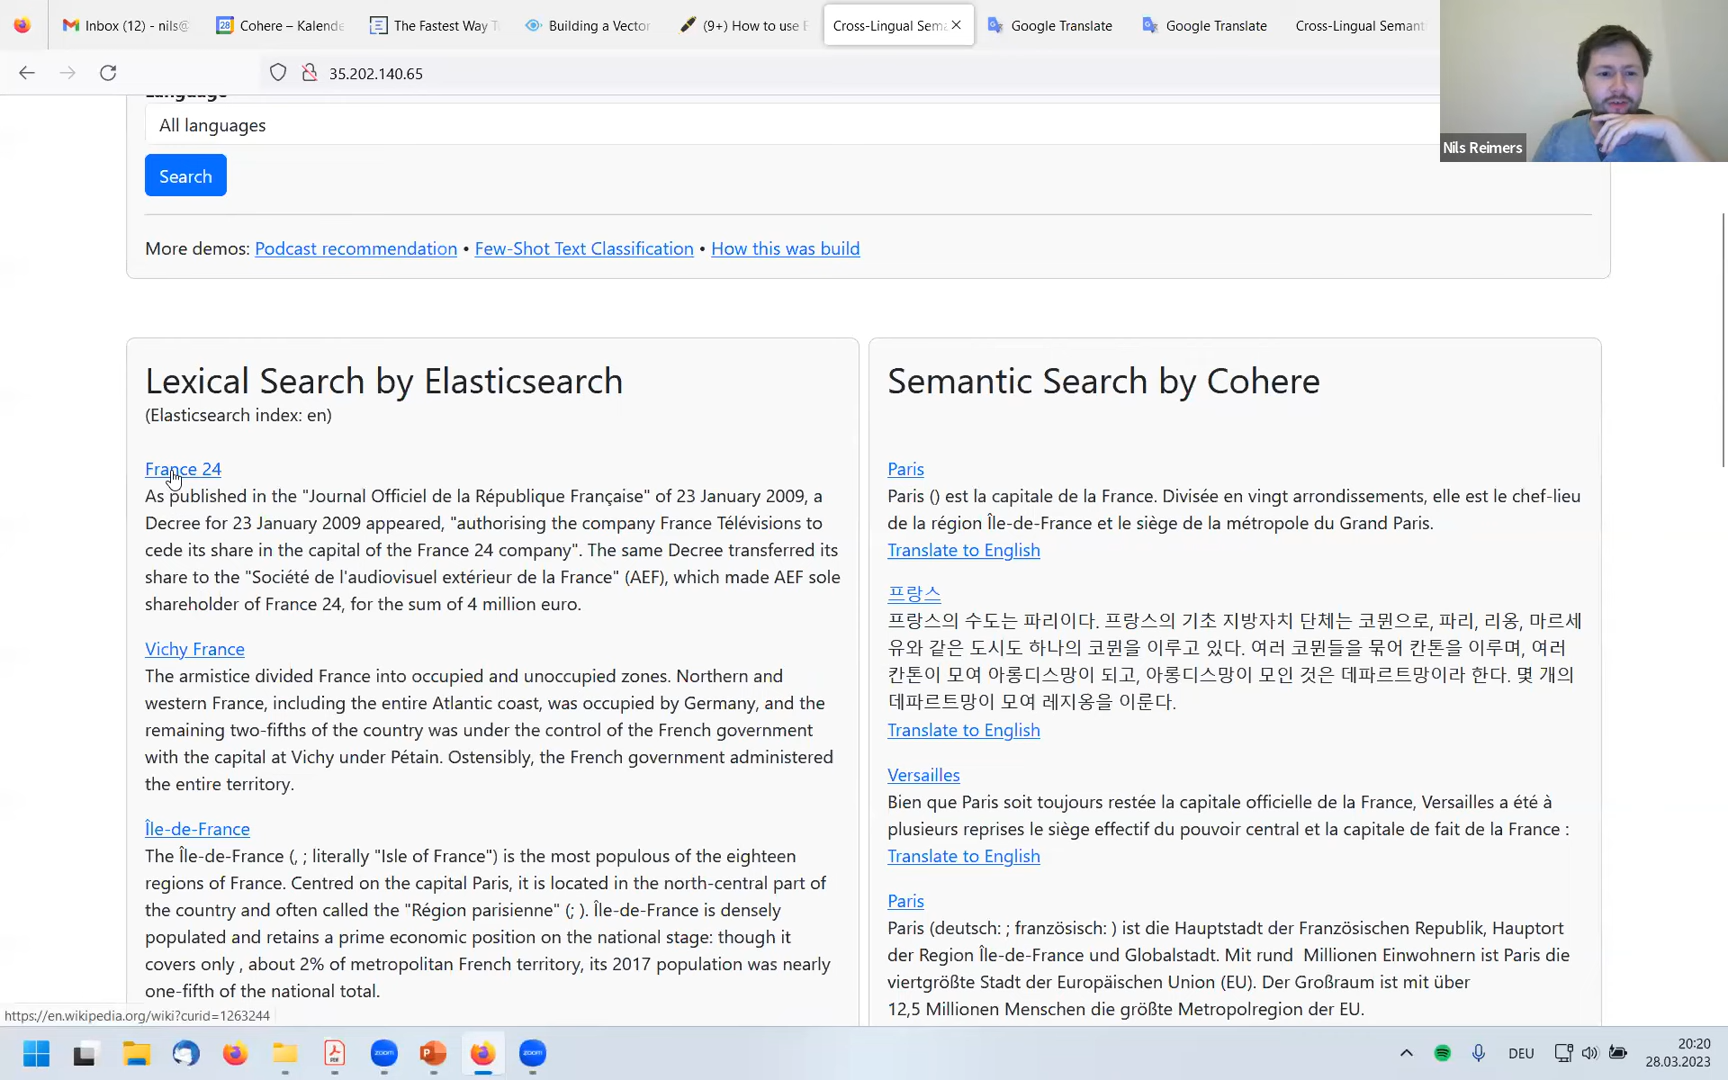 Inbox (12) - nils@
Cohere – Kalende
The Fastest Way T
Building a Vector
(9+) How to use E
Cross-Lingual Sema
Google Translate
Google Translate
Cross-Lingual Semant
35.202.140.65
Nils Reimers
Language
All languages
Search
More demos: Podcast recommendation • Few-Shot Text Classification • How this was build
Lexical Search by Elasticsearch
(Elasticsearch index: en)
France 24
As published in the "Journal Officiel de la République Française" of 23 January 2009, a
Decree for 23 January 2009 appeared, "authorising the company France Télévisions to
cede its share in the capital of the France 24 company". The same Decree transferred its
share to the "Société de l'audiovisuel extérieur de la France" (AEF), which made AEF sole
shareholder of France 24, for the sum of 4 million euro.
Vichy France
The armistice divided France into occupied and unoccupied zones. Northern and
western France, including the entire Atlantic coast, was occupied by Germany, and the
remaining two-fifths of the country was under the control of the French government
with the capital at Vichy under Pétain. Ostensibly, the French government administered
the entire territory.
Île-de-France
The Île-de-France (, ; literally "Isle of France") is the most populous of the eighteen
regions of France. Centred on the capital Paris, it is located in the north-central part of
the country and often called the "Région parisienne" (; ). Île-de-France is densely
populated and retains a prime economic position on the national stage: though it
covers only , about 2% of metropolitan French territory, its 2017 population was nearly
one-fifth of the national total.
Semantic Search by Cohere
Paris
Paris () est la capitale de la France. Divisée en vingt arrondissements, elle est le chef-lieu
de la région Île-de-France et le siège de la métropole du Grand Paris.
Translate to English
프랑스
프랑스의 수도는 파리이다. 프랑스의 기초 지방자치 단체는 코뮌으로, 파리, 리옹, 마르세
유와 같은 도시도 하나의 코뮌을 이루고 있다. 여러 코뮌들을 묶어 칸톤을 이루며, 여러
칸톤이 모여 아롱디스망이 되고, 아롱디스망이 모인 것은 데파르트망이라 한다. 몇 개의
데파르트망이 모여 레지옹을 이룬다.
Translate to English
Versailles
Bien que Paris soit toujours restée la capitale officielle de la France, Versailles a été à
plusieurs reprises le siège effectif du pouvoir central et la capitale de fait de la France :
Translate to English
Paris
Paris (deutsch: ; französisch: ) ist die Hauptstadt der Französischen Republik, Hauptort
der Region Île-de-France und Globalstadt. Mit rund  Millionen Einwohnern ist Paris die
viertgrößte Stadt der Europäischen Union (EU). Der Großraum ist mit über
12,5 Millionen Menschen die größte Metropolregion der EU.
https://en.wikipedia.org/wiki?curid=1263244
DEU
20:20
28.03.2023